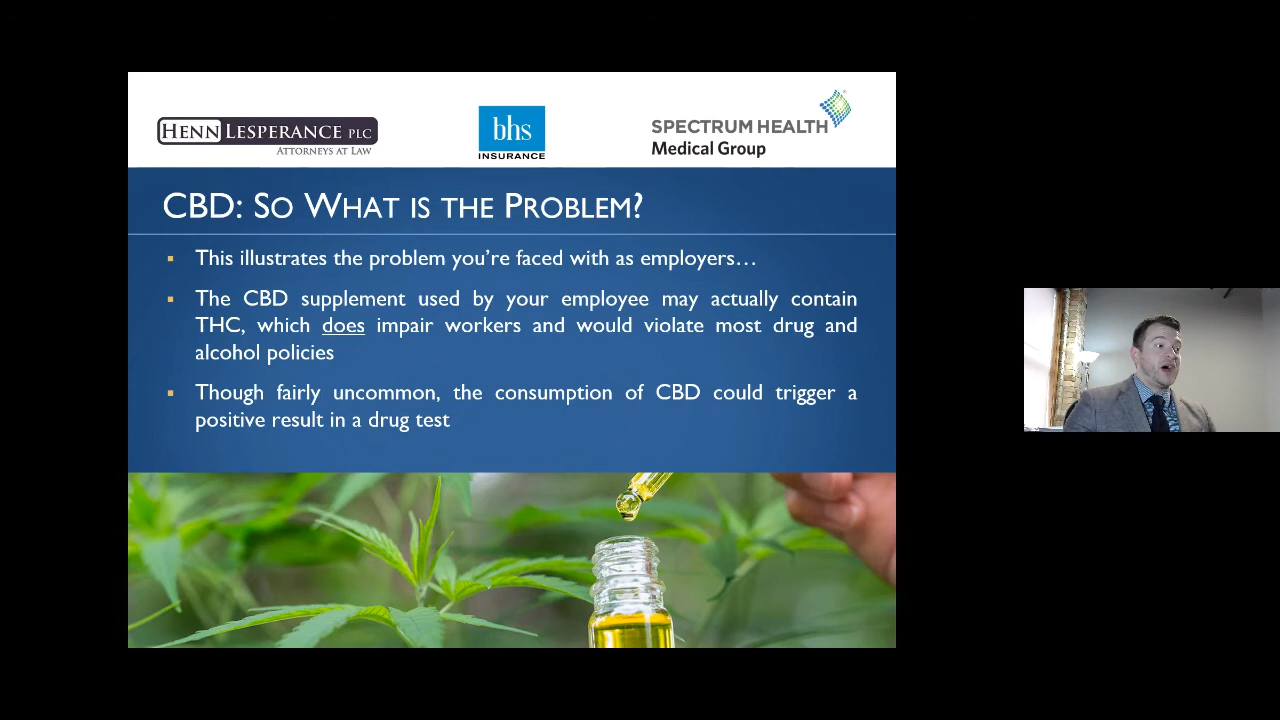 HENN LESPERANCE PLC
ATTORNEYS AT LAW
bhs
INSURANCE
SPECTRUM HEALTH
Medical Group
CBD: SO WHAT IS THE PROBLEM?
▪ This illustrates the problem you're faced with as employers…
▪ The CBD supplement used by your employee may actually contain
THC, which does impair workers and would violate most drug and
alcohol policies
▪ Though fairly uncommon, the consumption of CBD could trigger a
positive result in a drug test